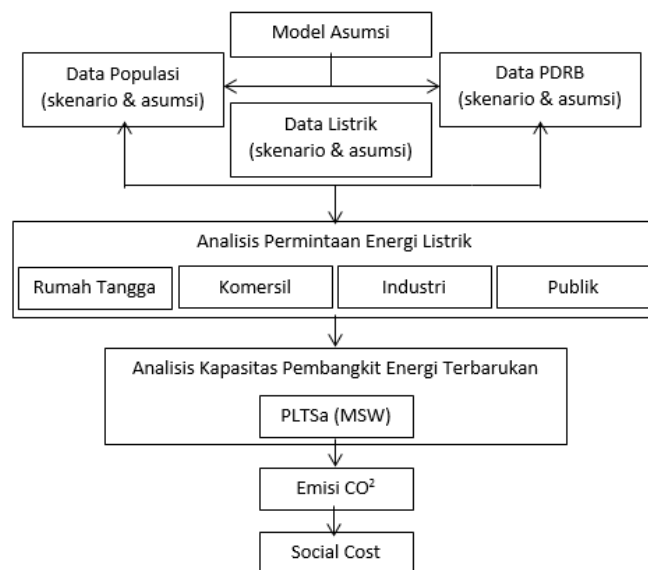 Model Asumsi
Data Populasi
(skenario & asumsi)
Data PDRB
(skenario & asumsi)
Data Listrik
(skenario & asumsi)
Analisis Permintaan Energi Listrik
Rumah Tangga
Komersil
Industri
Publik
Analisis Kapasitas Pembangkit Energi Terbarukan
PLTSa (MSW)
Emisi CO²
Social Cost